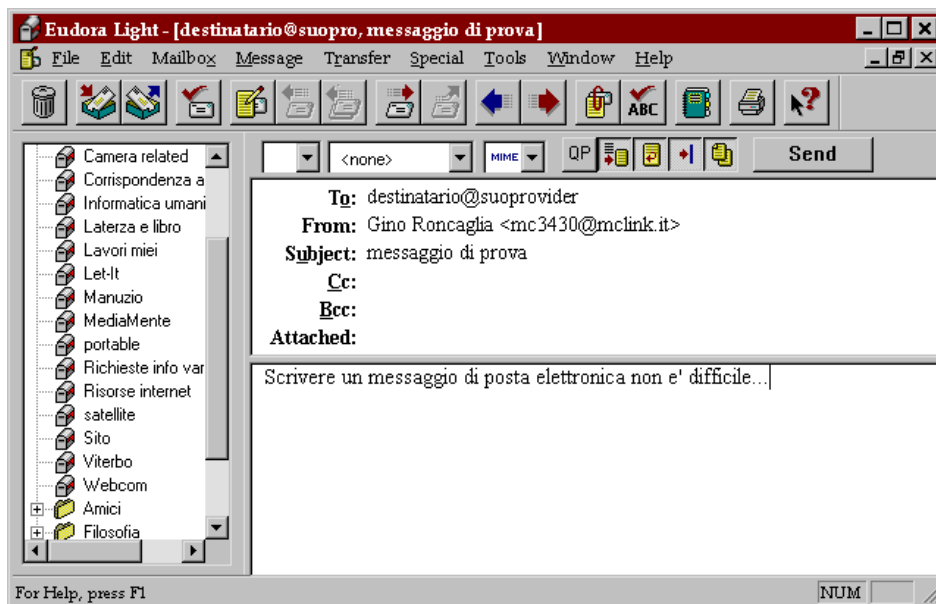 Eudora Light - [destinatario@suopro, messaggio di prova]
File Edit Mailbox Message Transfer Special Tools Window Help
ABC
<none> MIME QP Send
Camera related
Corrispondenza a
Informatica umani
Laterza e libro
Lavori miei
Let-It
Manuzio
MediaMente
portable
Richieste info var
Risorse internet
satellite
Sito
Viterbo
Webcom
Amici
Filosofia
To: destinatario@suoprovider
From: Gino Roncaglia <mc3430@mclink.it>
Subject: messaggio di prova
Cc:
Bcc:
Attached:
Scrivere un messaggio di posta elettronica non e' difficile...
For Help, press F1
NUM